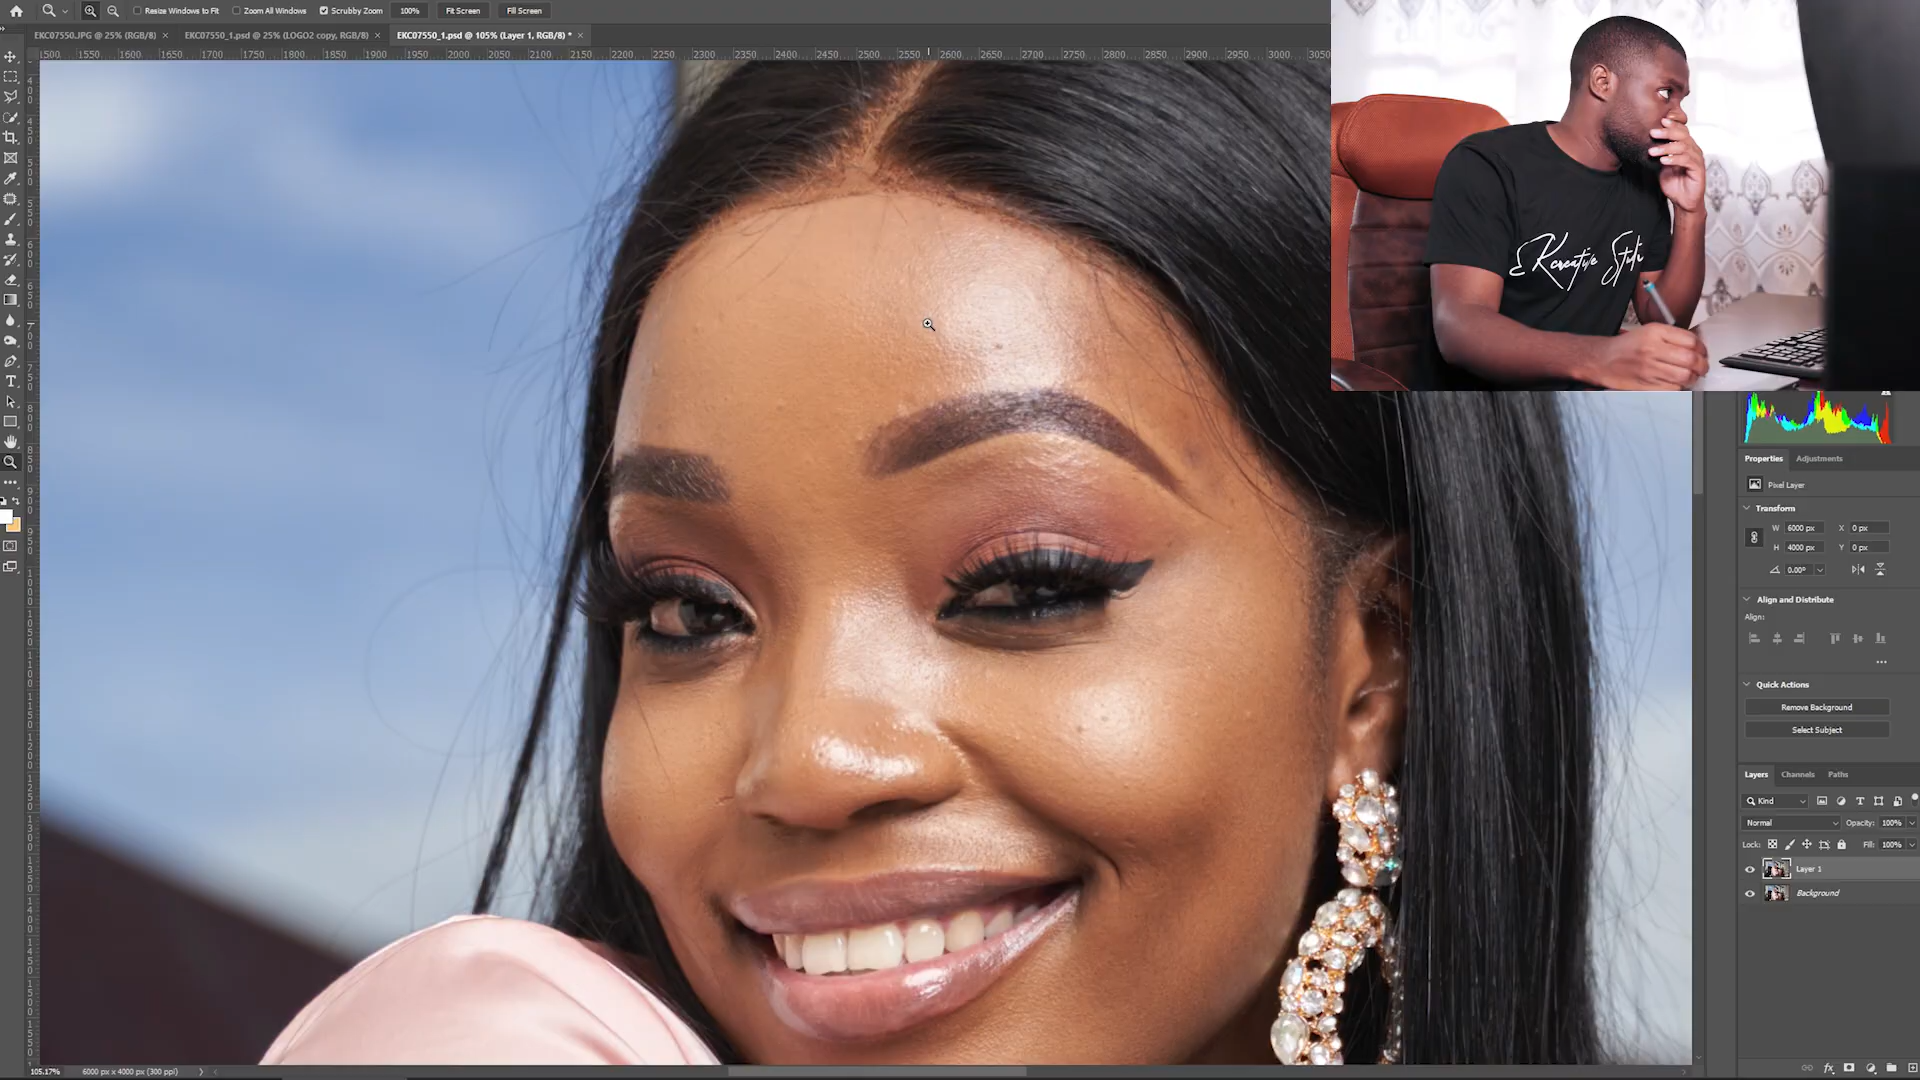 Resize Windows to Fit
Zoom All Windows
Scrubby Zoom
100%
Fit Screen
Fill Screen
EKC07550.JPG @ 25% (RGB/8)
EKC07550_1.psd @ 25% (LOGO2 copy, RGB/8)
EKC07550_1.psd @ 105% (Layer 1, RGB/8) *
1500 1550 1600 1650 1700 1750 1800 1850 1900 1950 2000 2050 2100 2150 2200 2250 2300 2350 2400 2450 2500 2550 2600 2650 2700 2750 2800 2850 2900 2950 3000 3050
EKreative
Properties
Adjustments
Pixel Layer
Transform
W 6000 px X 0 px
H 4000 px Y 0 px
0.00°
Align and Distribute
Align:
Quick Actions
Remove Background
Select Subject
Layers
Channels
Paths
Kind
Normal
Opacity: 100%
Lock:
Fill: 100%
Layer 1
Background
105.17%
6000 px x 4000 px (300 ppi)